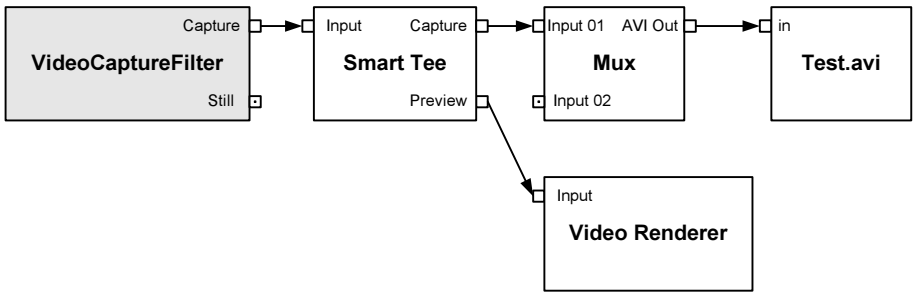 Capture
VideoCaptureFilter
Still
Input Capture
Smart Tee
Preview
Input 01 AVI Out
Mux
Input 02
in
Test.avi
Input
Video Renderer